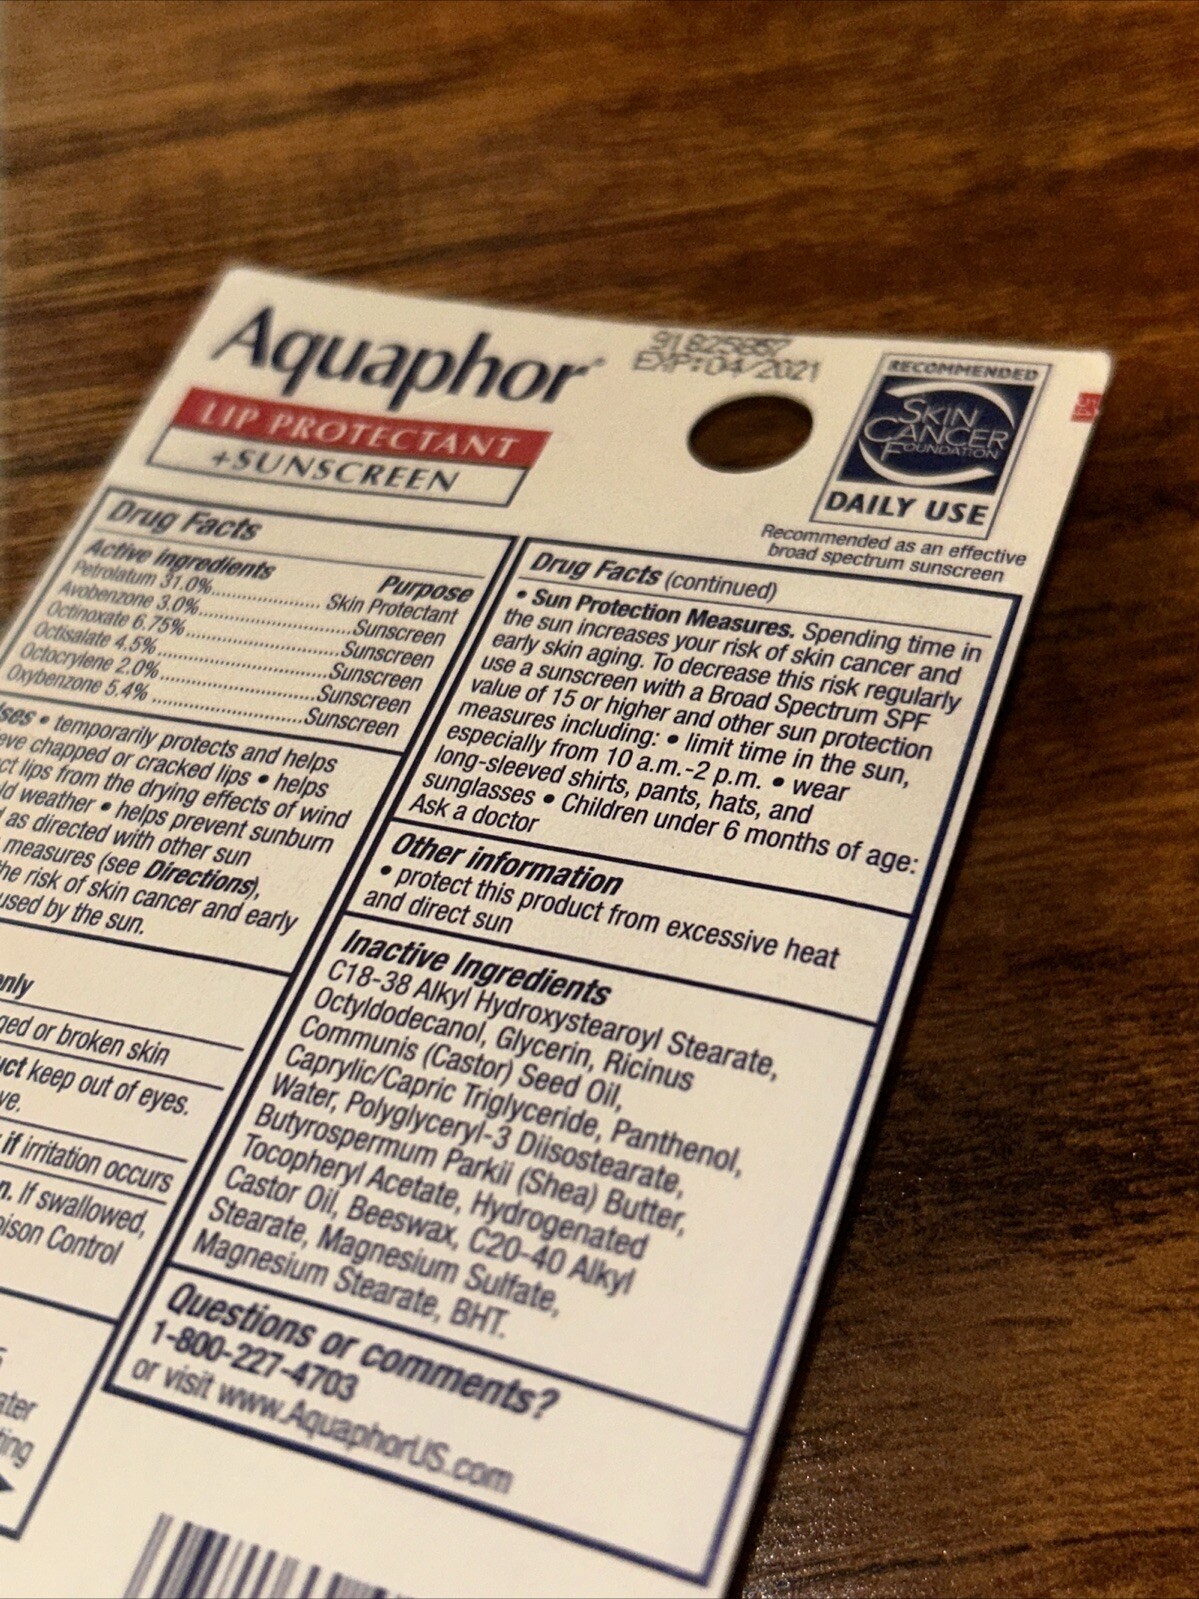 Aquaphor
EXP:04/2021
LIP PROTECTANT
+SUNSCREEN
RECOMMENDED
SKIN
CANCER
FOUNDATION
DAILY USE
Recommended as an effective
broad spectrum sunscreen
Drug Facts
Active ingredients Purpose
Petrolatum 31.0%.................... Skin Protectant
Avobenzone 3.0%............................Sunscreen
Octinoxate 6.75%............................Sunscreen
Octisalate 4.5%..............................Sunscreen
Octocrylene 2.0%............................Sunscreen
Oxybenzone 5.4% ............................Sunscreen
• temporarily protects and helps
chapped or cracked lips • helps
lips from the drying effects of wind
weather • helps prevent sunburn
as directed with other sun
measures (see Directions),
the risk of skin cancer and early
by the sun.
only
or broken skin
keep out of eyes.
if irritation occurs
If swallowed,
Control
Drug Facts (continued)
• Sun Protection Measures. Spending time in
the sun increases your risk of skin cancer and
early skin aging. To decrease this risk regularly
use a sunscreen with a Broad Spectrum SPF
value of 15 or higher and other sun protection
measures including: • limit time in the sun,
especially from 10 a.m.-2 p.m. • wear
long-sleeved shirts, pants, hats, and
sunglasses • Children under 6 months of age:
Ask a doctor
Other information
• protect this product from excessive heat
and direct sun
Inactive Ingredients
C18-38 Alkyl Hydroxystearoyl Stearate,
Octyldodecanol, Glycerin, Ricinus
Communis (Castor) Seed Oil,
Caprylic/Capric Triglyceride, Panthenol,
Water, Polyglyceryl-3 Diisostearate,
Butyrospermum Parkii (Shea) Butter,
Tocopheryl Acetate, Hydrogenated
Castor Oil, Beeswax, C20-40 Alkyl
Stearate, Magnesium Sulfate,
Magnesium Stearate, BHT.
Questions or comments?
1-800-227-4703
or visit www.AquaphorUS.com